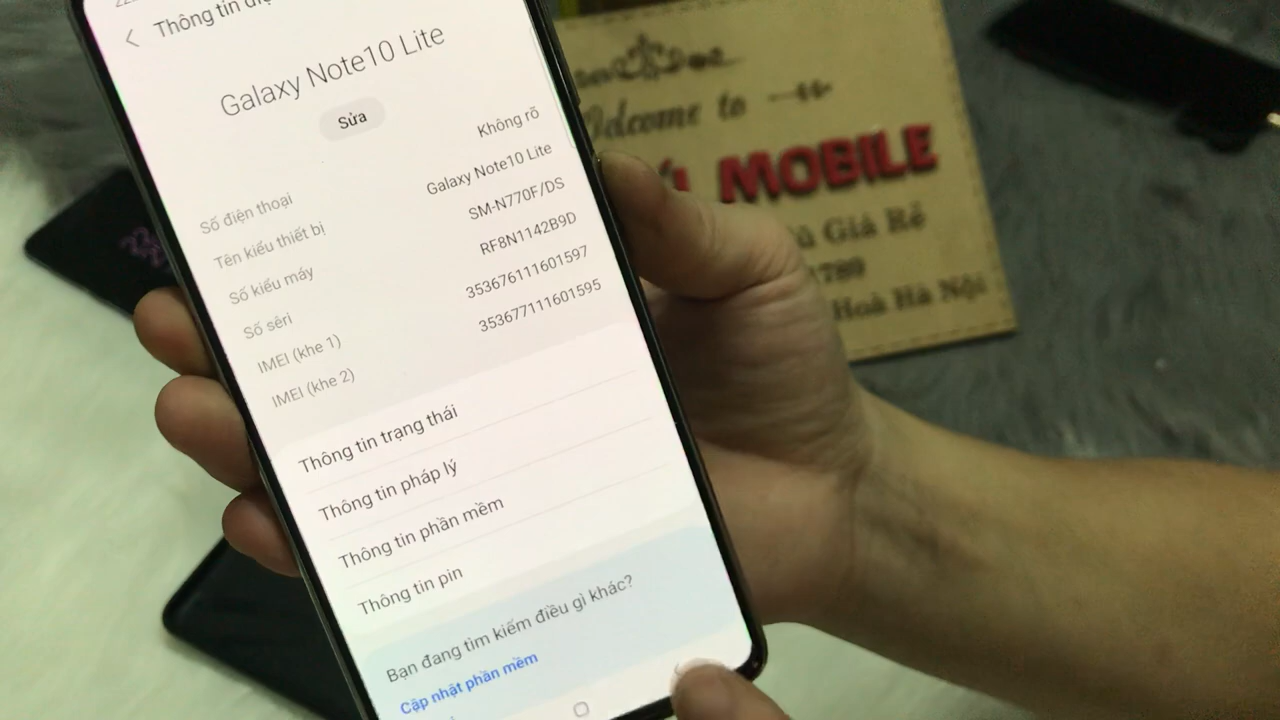 Thông tin điệ
Galaxy Note10 Lite
Sửa
Số điện thoại Không rõ
Tên kiểu thiết bị Galaxy Note10 Lite
Số kiểu máy SM-N770F/DS
Số sêri RF8N1142B9D
IMEI (khe 1) 353676111601597
IMEI (khe 2) 353677111601595
Thông tin trạng thái
Thông tin pháp lý
Thông tin phần mềm
Thông tin pin
Bạn đang tìm kiếm điều gì khác?
Cập nhật phần mềm
Welcome to
MOBILE
Giá Rẻ
1789
Hoà Hà Nội